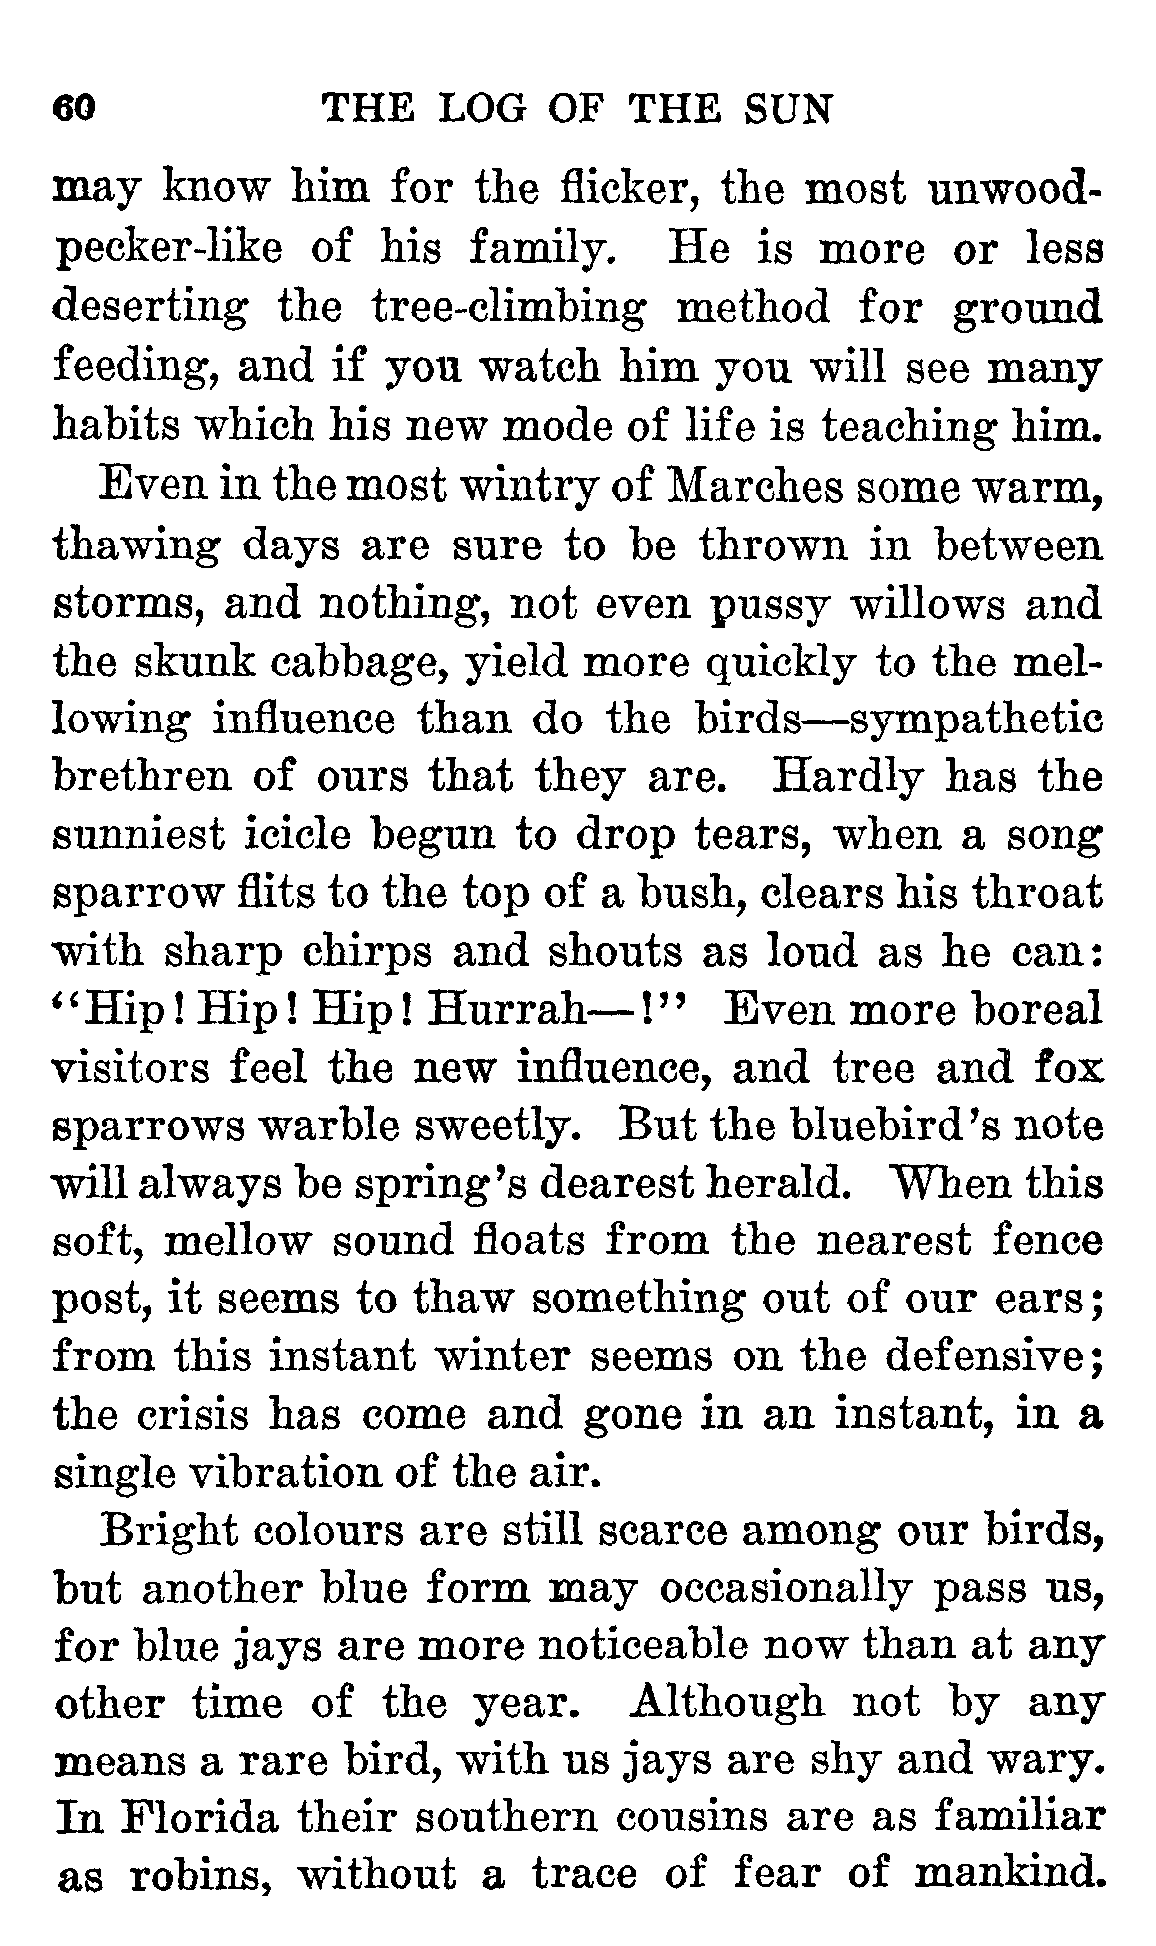 60 THE LOG OF THE SUN
may know him for the flicker, the most unwood-
pecker-like of his family. He is more or less
deserting the tree-climbing method for ground
feeding, and if you watch him you will see many
habits which his new mode of life is teaching him.
Even in the most wintry of Marches some warm,
thawing days are sure to be thrown in between
storms, and nothing, not even pussy willows and
the skunk cabbage, yield more quickly to the mel-
lowing influence than do the birds—sympathetic
brethren of ours that they are. Hardly has the
sunniest icicle begun to drop tears, when a song
sparrow flits to the top of a bush, clears his throat
with sharp chirps and shouts as loud as he can:
“Hip! Hip! Hip! Hurrah—!” Even more boreal
visitors feel the new influence, and tree and fox
sparrows warble sweetly. But the bluebird’s note
will always be spring’s dearest herald. When this
soft, mellow sound floats from the nearest fence
post, it seems to thaw something out of our ears;
from this instant winter seems on the defensive;
the crisis has come and gone in an instant, in a
single vibration of the air.
Bright colours are still scarce among our birds,
but another blue form may occasionally pass us,
for blue jays are more noticeable now than at any
other time of the year. Although not by any
means a rare bird, with us jays are shy and wary.
In Florida their southern cousins are as familiar
as robins, without a trace of fear of mankind.